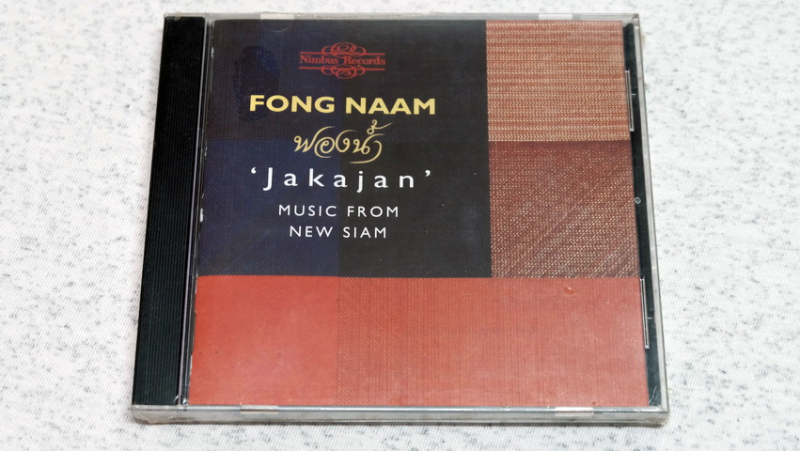 Nimbus Records
FONG NAAM
ฟองน้ำ
'Jakajan'
MUSIC FROM
NEW SIAM